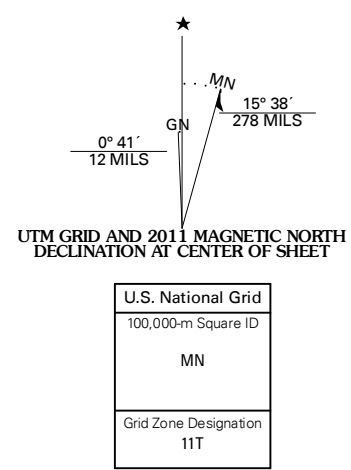 MN
GN
15° 38´
278 MILS
0° 41´
12 MILS
UTM GRID AND 2011 MAGNETIC NORTH
DECLINATION AT CENTER OF SHEET
U.S. National Grid
100,000-m Square ID
MN
Grid Zone Designation
11T